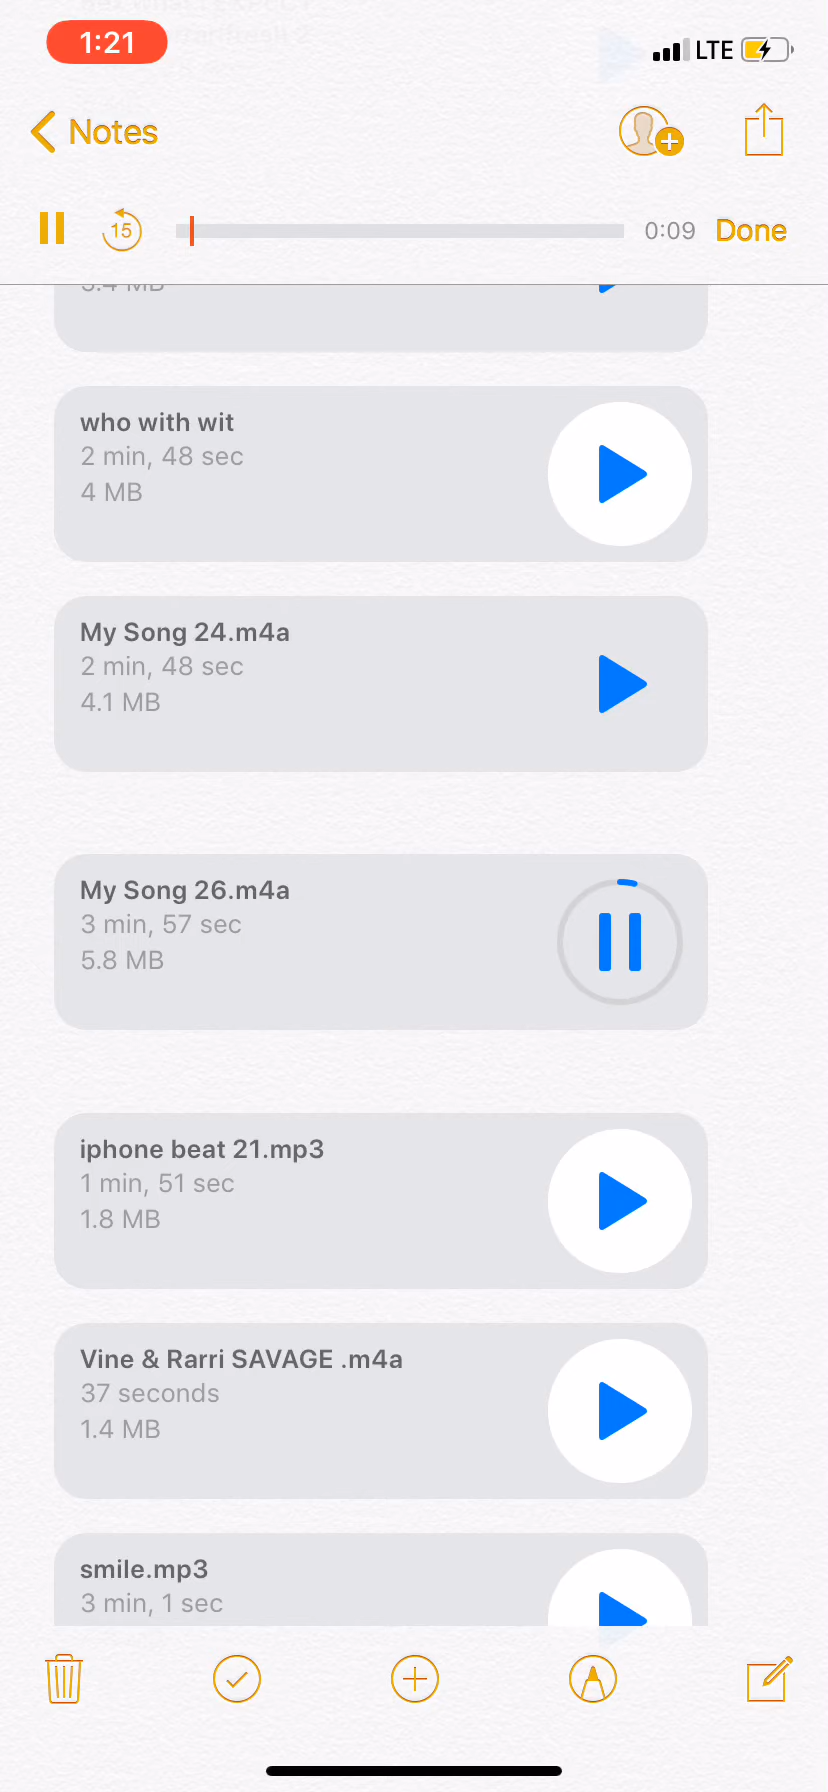 1:21
LTE
Notes
15
0:09
Done
who with wit
2 min, 48 sec
4 MB
My Song 24.m4a
2 min, 48 sec
4.1 MB
My Song 26.m4a
3 min, 57 sec
5.8 MB
iphone beat 21.mp3
1 min, 51 sec
1.8 MB
Vine & Rarri SAVAGE .m4a
37 seconds
1.4 MB
smile.mp3
3 min, 1 sec